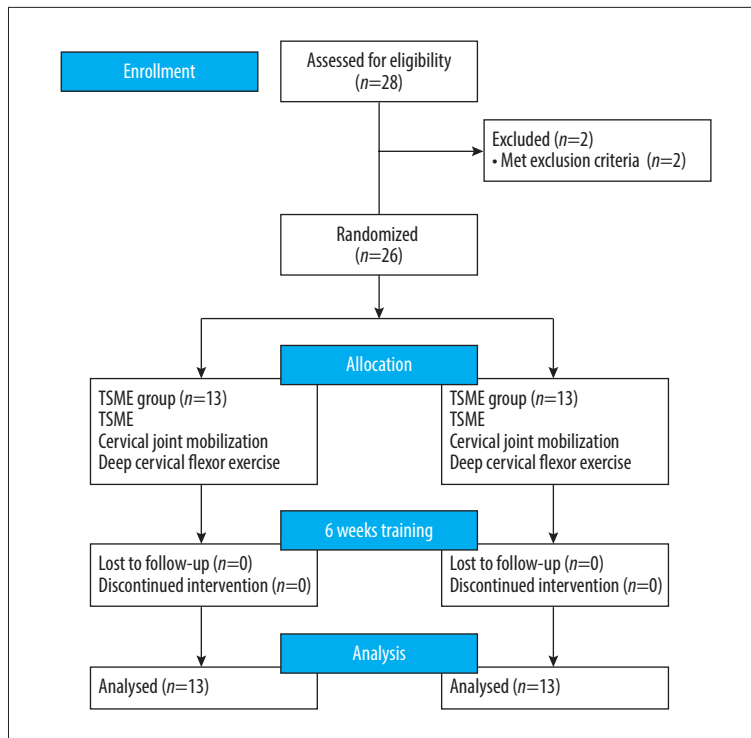 Enrollment
Assessed for eligibility
(n=28)
Excluded (n=2)
• Met exclusion criteria (n=2)
Randomized
(n=26)
Allocation
TSME group (n=13)
TSME
Cervical joint mobilization
Deep cervical flexor exercise
TSME group (n=13)
TSME
Cervical joint mobilization
Deep cervical flexor exercise
6 weeks training
Lost to follow-up (n=0)
Discontinued intervention (n=0)
Lost to follow-up (n=0)
Discontinued intervention (n=0)
Analysis
Analysed (n=13)
Analysed (n=13)